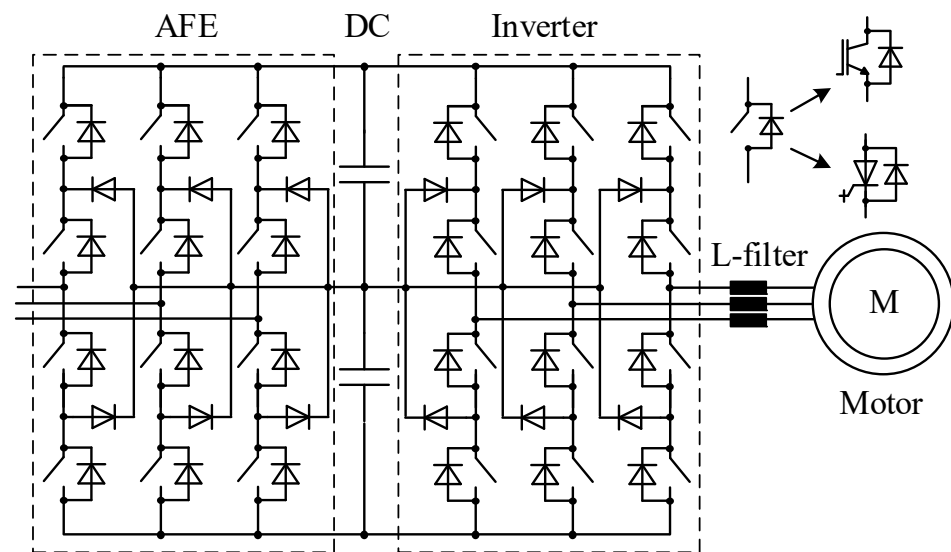 AFE
DC
Inverter
L-filter
M
Motor